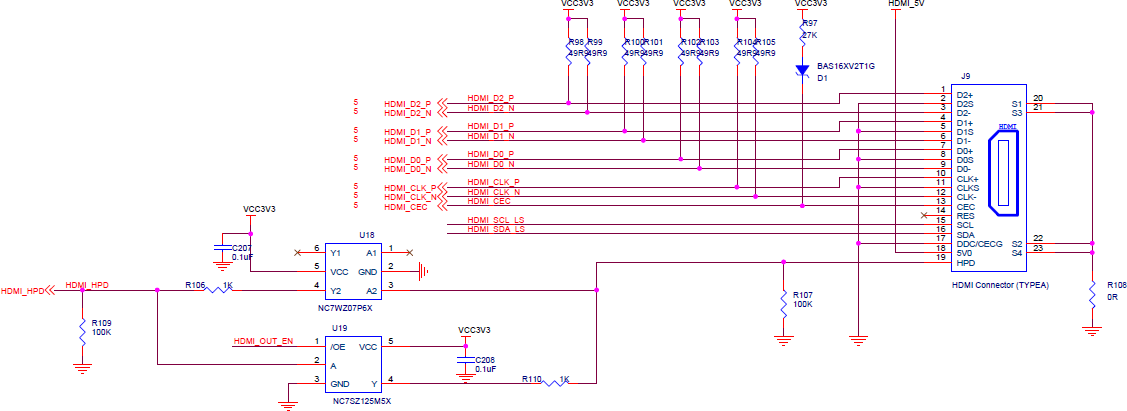 VCC3V3 VCC3V3 VCC3V3 VCC3V3 VCC3V3 HDMI_5V
R97
27K
R98 R99 R100 R101 R102 R103 R104 R105
49R9 49R9 49R9 49R9 49R9 49R9 49R9 49R9
BAS16XV2T1G
D1
J9
5 HDMI_D2_P HDMI_D2_P 1 D2+ S1 20
2 D2S S3 21
5 HDMI_D2_N HDMI_D2_N 3 D2-
4 D1+ HDMI
5 HDMI_D1_P HDMI_D1_P 5 D1S
5 HDMI_D1_N HDMI_D1_N 6 D1-
7 D0+
5 HDMI_D0_P HDMI_D0_P 8 D0S
5 HDMI_D0_N HDMI_D0_N 9 D0-
10 CLK+
5 HDMI_CLK_P HDMI_CLK_P 11 CLKS
5 HDMI_CLK_N HDMI_CLK_N 12 CLK-
5 HDMI_CEC HDMI_CEC 13 CEC
14 RES
HDMI_SCL_LS 15 SCL
HDMI_SDA_LS 16 SDA
17 DDC/CECG S2 22
18 5V0 S4 23
19 HPD
HDMI Connector (TYPEA)
R108
0R
VCC3V3
C207
0.1uF
U18
6 Y1 A1 1
5 VCC GND 2
4 Y2 A2 3
NC7WZ07P6X
HDMI_HPD HDMI_HPD R106 1K
R107
100K
R109
100K
U19
VCC3V3
HDMI_OUT_EN 1 /OE VCC 5
2 A
3 GND Y 4
C208
0.1uF
R110 1K
NC7SZ125M5X